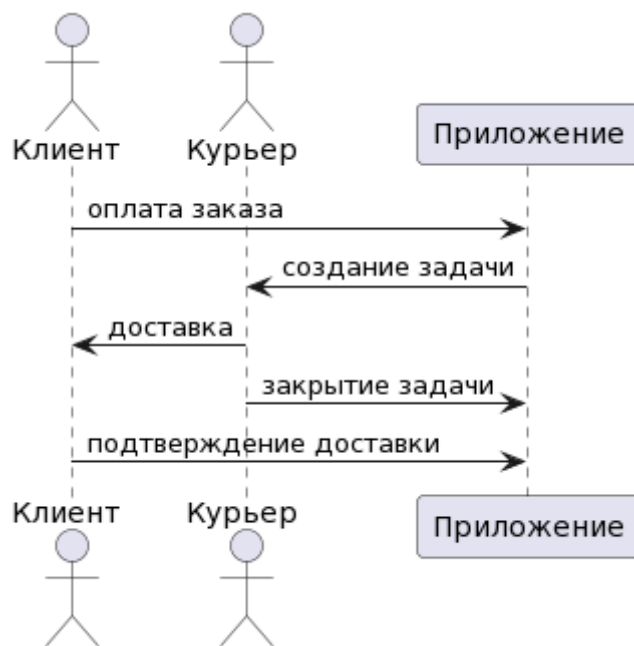 Клиент
Курьер
Приложение
оплата заказа
создание задачи
доставка
закрытие задачи
подтверждение доставки
Клиент
Курьер
Приложение